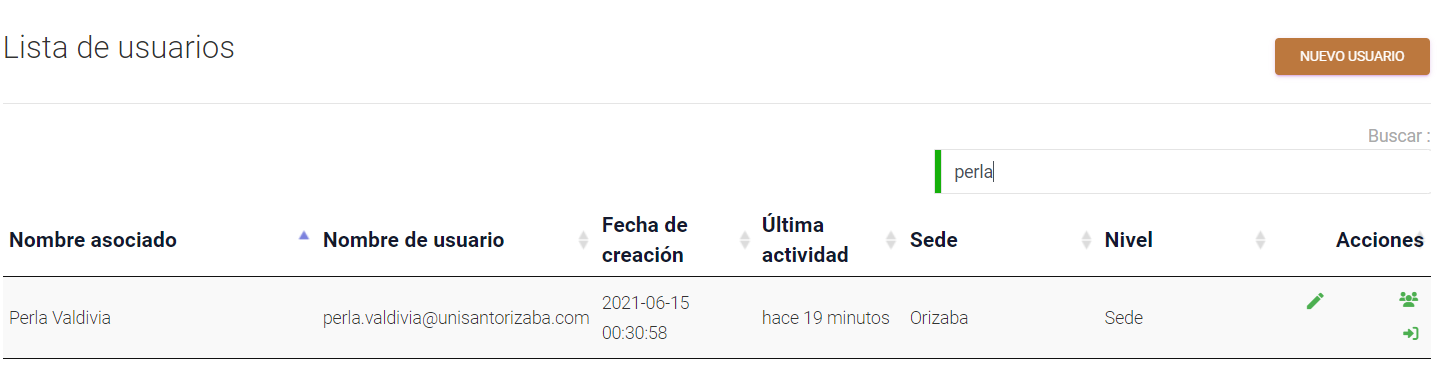 Lista de usuarios
NUEVO USUARIO
Buscar :
perla
Nombre asociado Nombre de usuario Fecha de creación Última actividad Sede Nivel Acciones
Perla Valdivia perla.valdivia@unisantorizaba.com 2021-06-15 00:30:58 hace 19 minutos Orizaba Sede